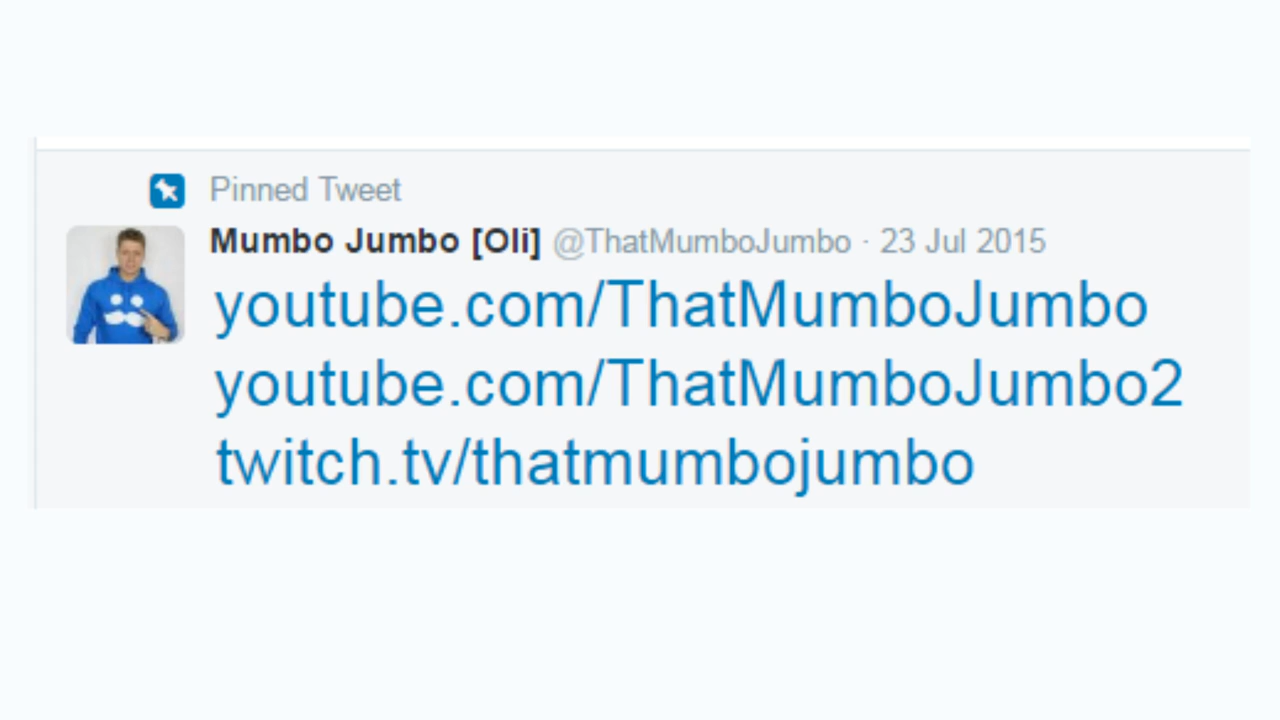 Pinned Tweet
Mumbo Jumbo [Oli] @ThatMumboJumbo · 23 Jul 2015
youtube.com/ThatMumboJumbo
youtube.com/ThatMumboJumbo2
twitch.tv/thatmumbojumbo